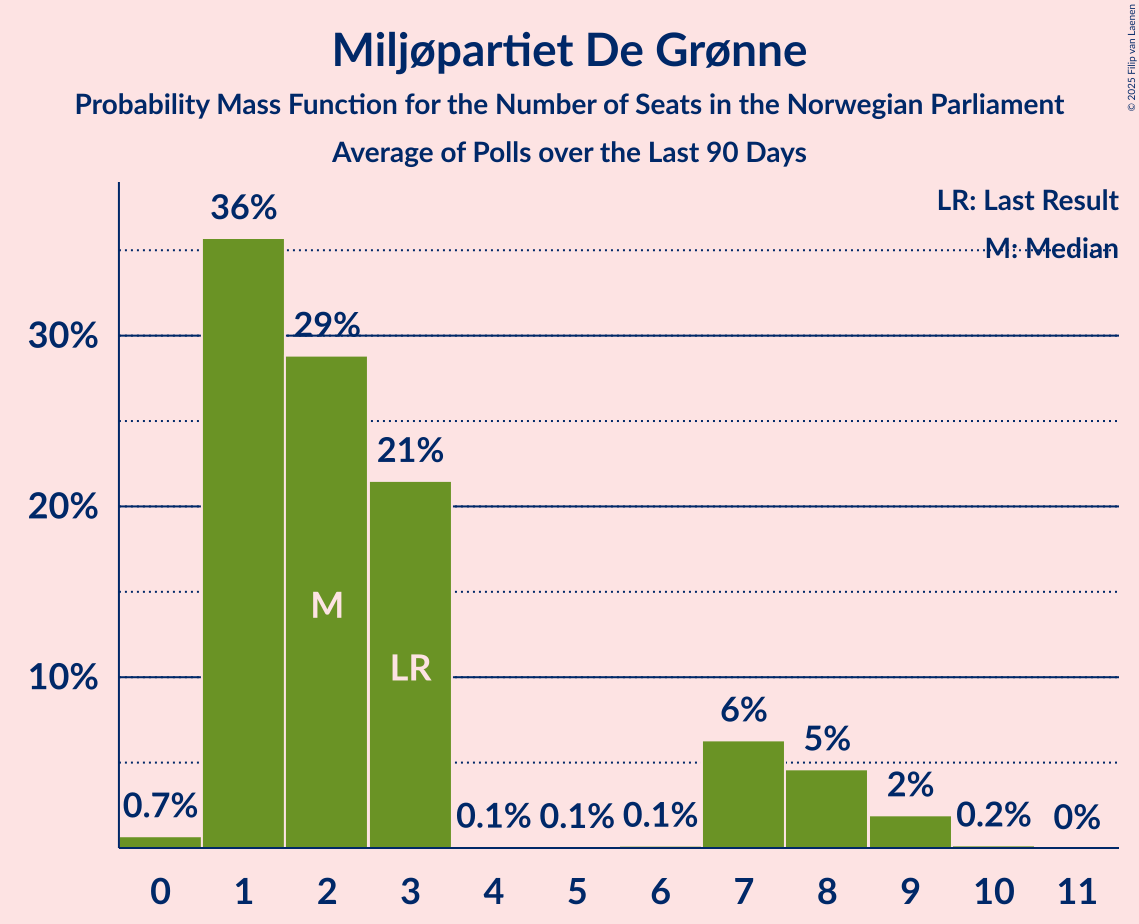 Miljøpartiet De Grønne
Probability Mass Function for the Number of Seats in the Norwegian Parliament
Average of Polls over the Last 90 Days
© 2025 Filip van Laenen
LR: Last Result
M: Median
36%
29%
21%
0.7%
0.1%
0.1%
0.1%
6%
5%
2%
0.2%
0%
30%
20%
10%
M
LR
0 1 2 3 4 5 6 7 8 9 10 11